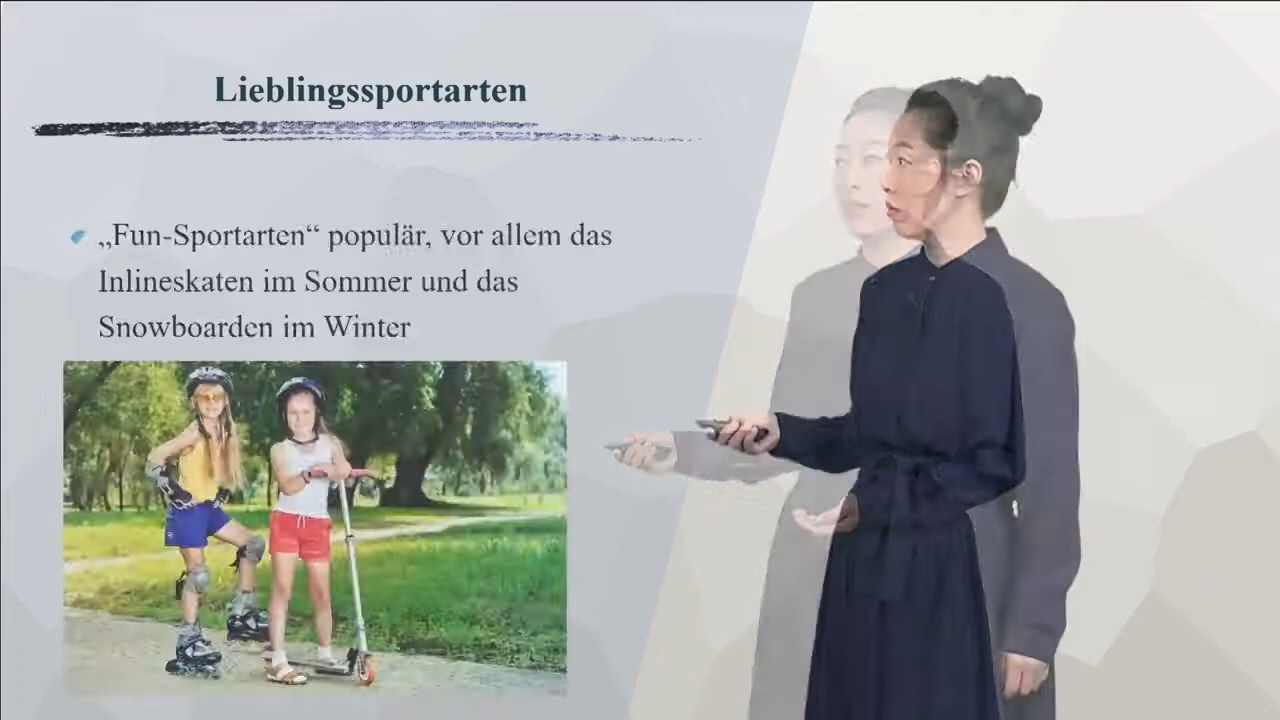 Lieblingssportarten
„Fun-Sportarten“ populär, vor allem das
Inlineskaten im Sommer und das
Snowboarden im Winter